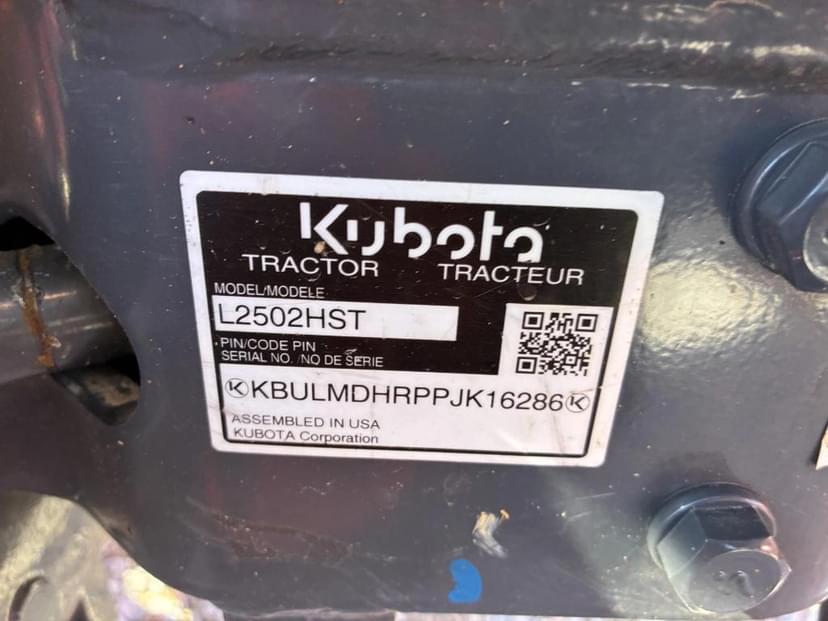 Kubota
TRACTOR TRACTEUR
MODEL/MODELE
L2502HST
PIN/CODE PIN
SERIAL NO. /NO DE SERIE
KBULMDHRPPJK16286
ASSEMBLED IN USA
KUBOTA Corporation